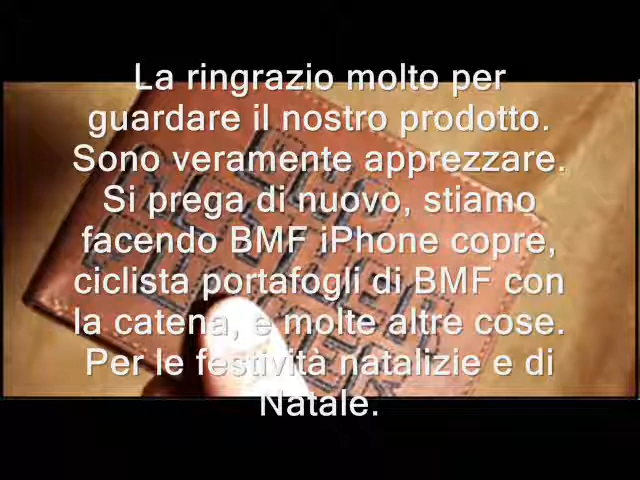 La ringrazio molto per
guardare il nostro prodotto.
Sono veramente apprezzare.
Si prega di nuovo, stiamo
facendo BMF iPhone copre,
ciclista portafogli di BMF con
la catena, e molte altre cose.
Per le festività natalizie e di
Natale.